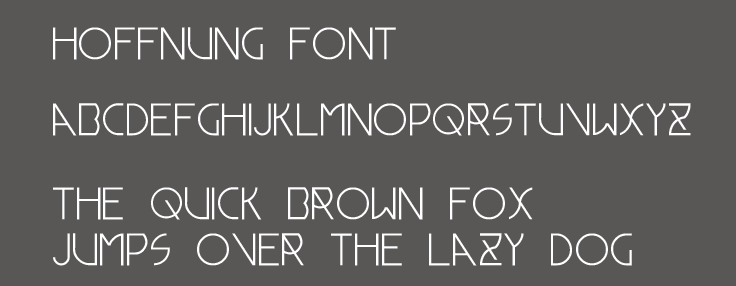 HOFFNUNG FONT
ABCDEFGHIJKLMNOPQRSTUVWXYZ
THE QUICK BROWN FOX
JUMPS OVER THE LAZY DOG